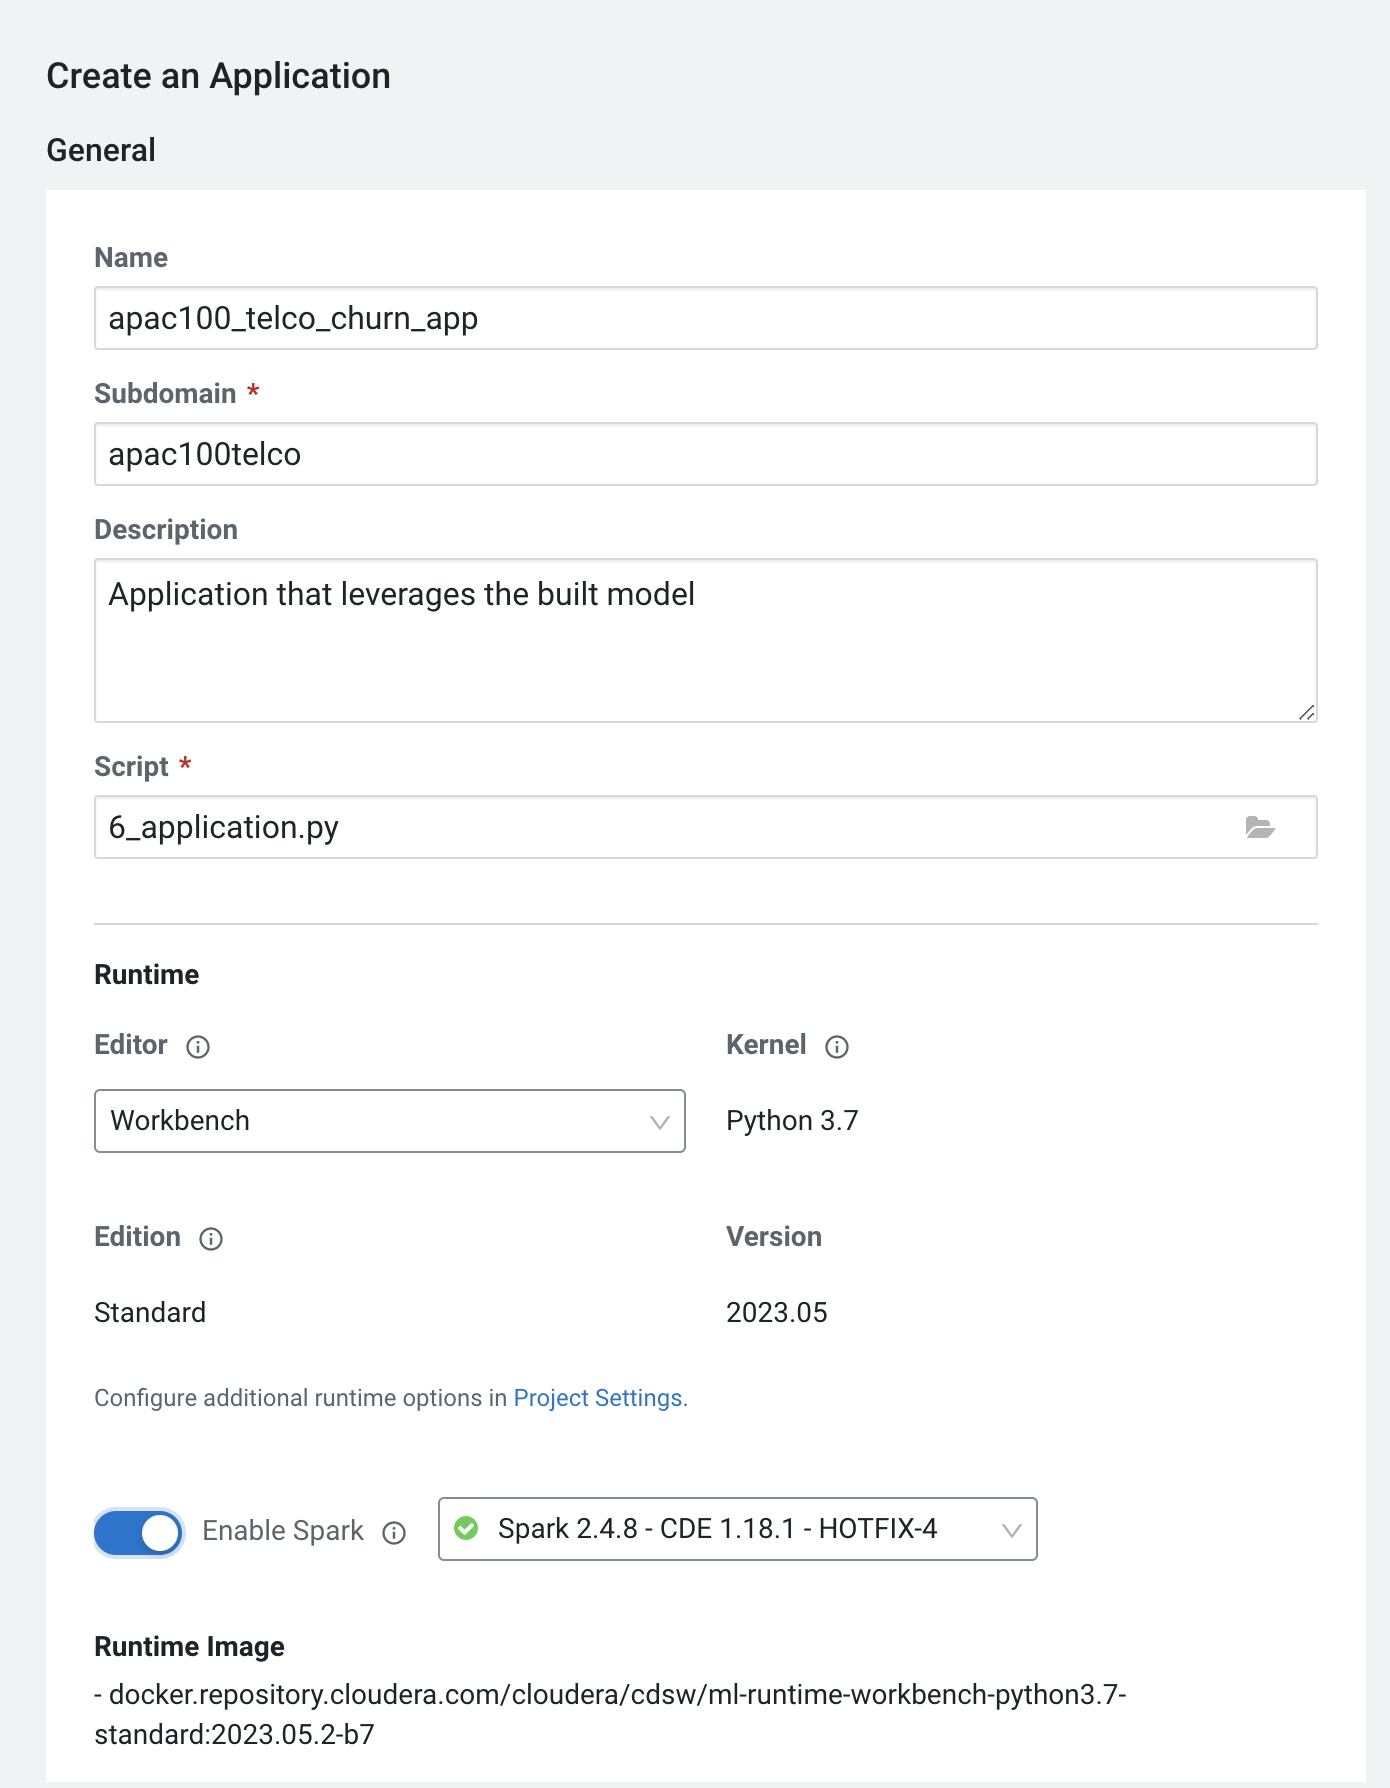 Create an Application
General
Name
apac100_telco_churn_app
Subdomain *
apac100telco
Description
Application that leverages the built model
Script *
6_application.py
Runtime
Editor
Kernel
Workbench
Python 3.7
Edition
Version
Standard
2023.05
Configure additional runtime options in Project Settings.
Enable Spark
Spark 2.4.8 - CDE 1.18.1 - HOTFIX-4
Runtime Image
- docker.repository.cloudera.com/cloudera/cdsw/ml-runtime-workbench-python3.7-
standard:2023.05.2-b7